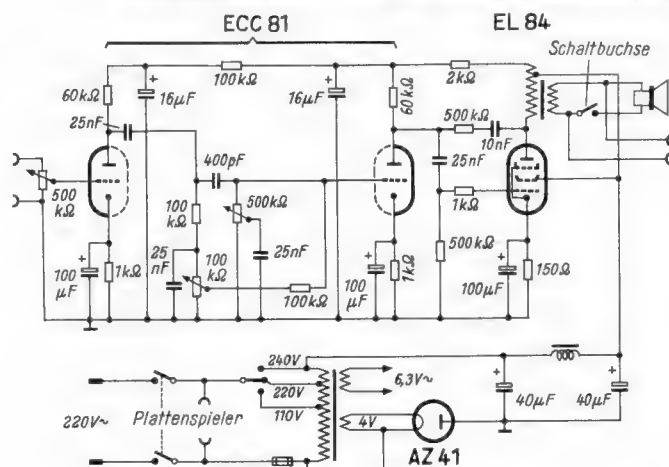 ECC 81
EL 84
Schaltbuchse
60kΩ
+
16µF
100kΩ
+
16µF
60kΩ
2kΩ
25nF
400pF
500kΩ
10nF
25nF
500
kΩ
100
kΩ
500kΩ
1kΩ
25nF
25
nF
100
kΩ
100kΩ
+
100
µF
1kΩ
+
100
µF
1kΩ
500kΩ
+
100µF
150Ω
240V
220V
110V
6,3V~
4V
220V~
Plattenspieler
+
40µF
+
40µF
AZ 41